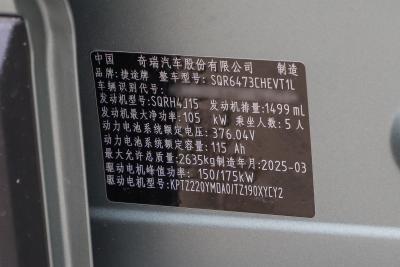 中国 奇瑞汽车股份有限公司 制造
品牌:捷途牌 整车型号:SQR6473CHEVT1L
车辆识别代号:
发动机型号:SQRH4J15 发动机排量:1499ml
发动机最大净功率:105 kW 乘坐人数:5人
动力电池系统额定电压:376.04V
动力电池系统额定容量:115 Ah
最大允许总质量:2635kg制造年月:2025-03
驱动电机峰值功率:150/175kW
驱动电机型号:KPTZ220YM0A0/TZ190XYCY2